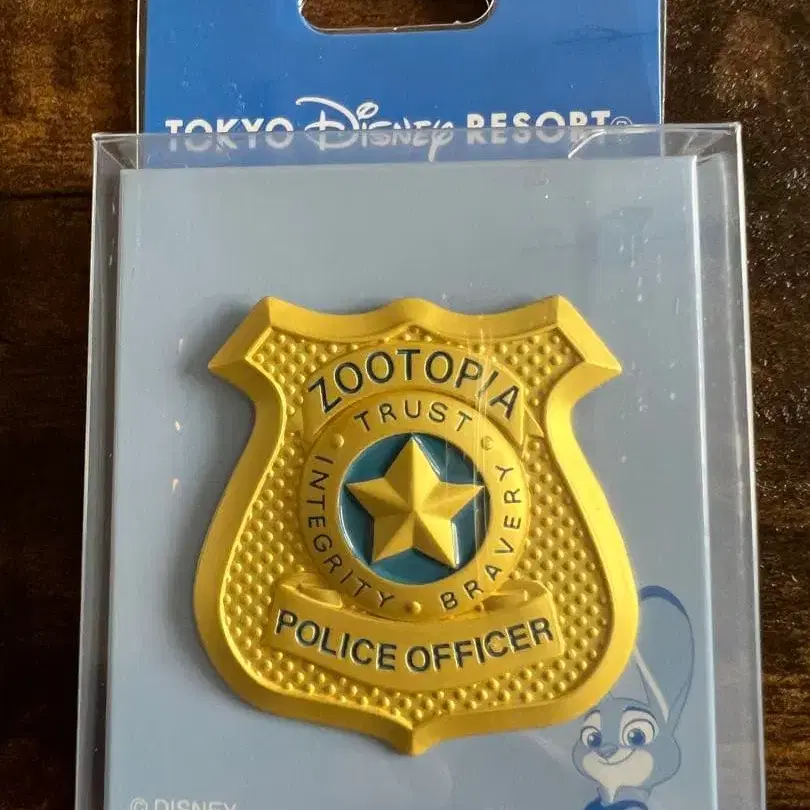 TOKYO Disney RESORT®
ZOOTOPIA
TRUST
INTEGRITY
BRAVERY
POLICE OFFICER
© DISNEY